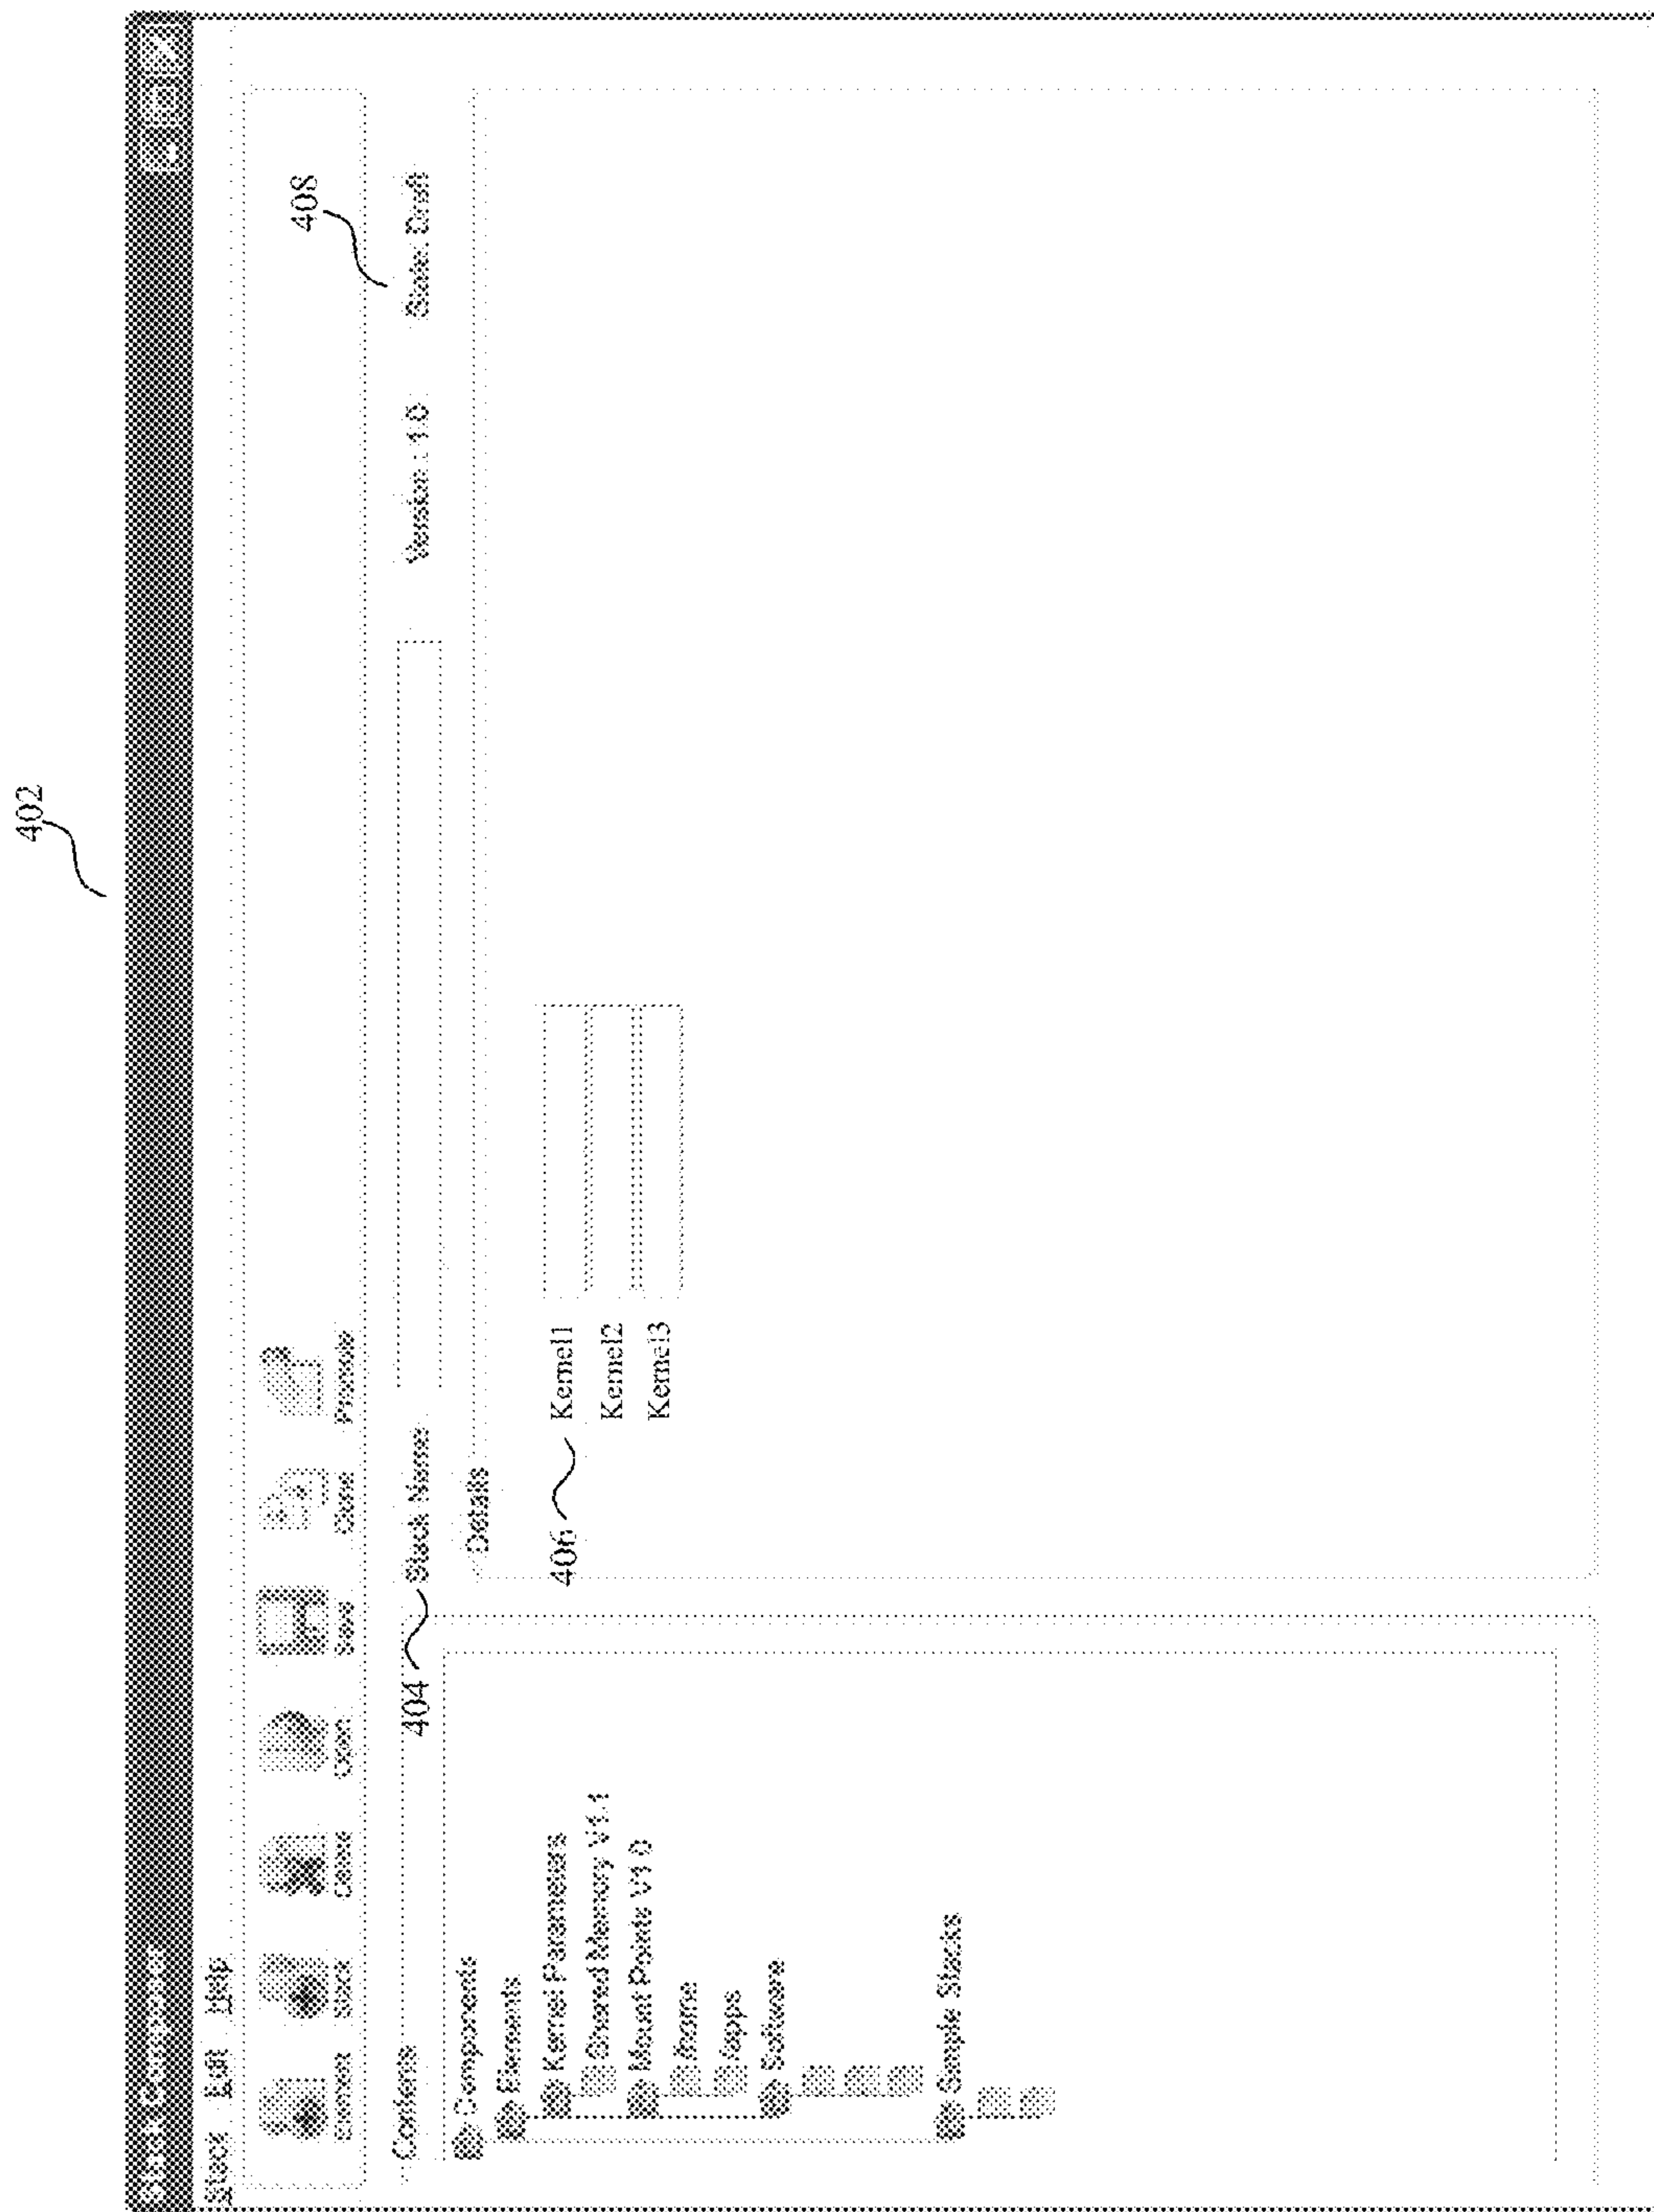 402
Stack Composer
Stack Edit Help
408
Element Stack Close Open Save Clone Promote
Contents
404
Stack Name
Version : 1.0
State: Draft
Components
Details
Elements
Kernel Parameters
406
Kernel1
Shared Memory V1.1
Kernel2
Mount Points V1.0
Kernel3
/home
/apps
Software
Sample Stacks